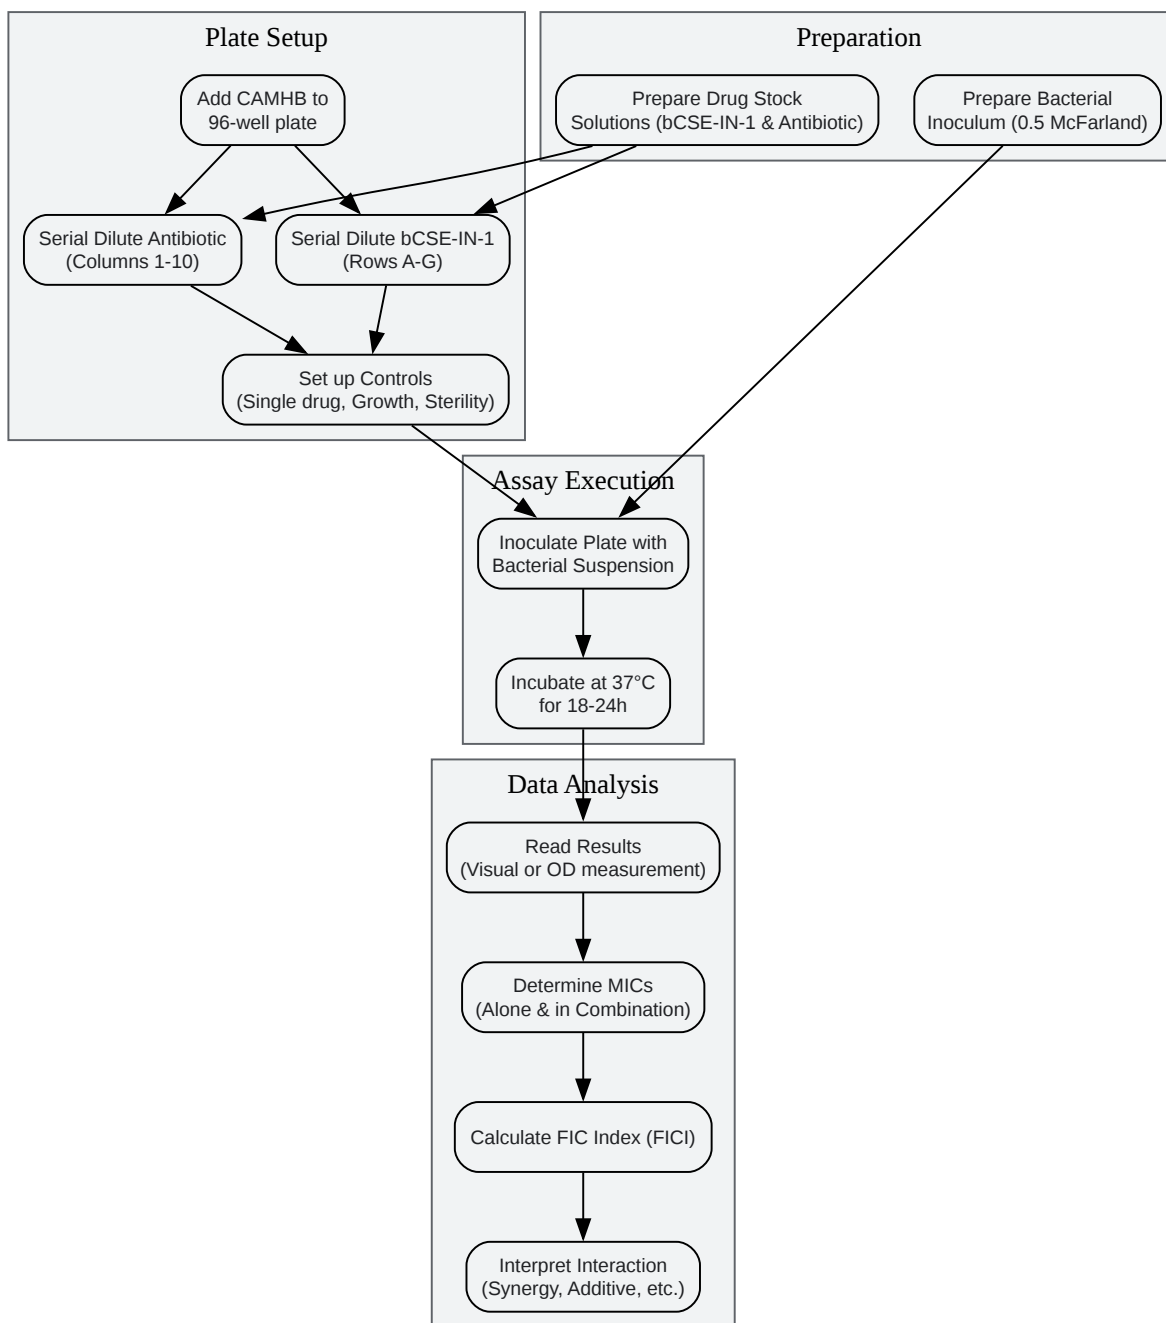 Plate Setup
Preparation
Add CAMHB to
96-well plate
Prepare Drug Stock
Solutions (bCSE-IN-1 & Antibiotic)
Prepare Bacterial
Inoculum (0.5 McFarland)
Serial Dilute Antibiotic
(Columns 1-10)
Serial Dilute bCSE-IN-1
(Rows A-G)
Set up Controls
(Single drug, Growth, Sterility)
Assay Execution
Inoculate Plate with
Bacterial Suspension
Incubate at 37°C
for 18-24h
Data Analysis
Read Results
(Visual or OD measurement)
Determine MICs
(Alone & in Combination)
Calculate FIC Index (FICI)
Interpret Interaction
(Synergy, Additive, etc.)